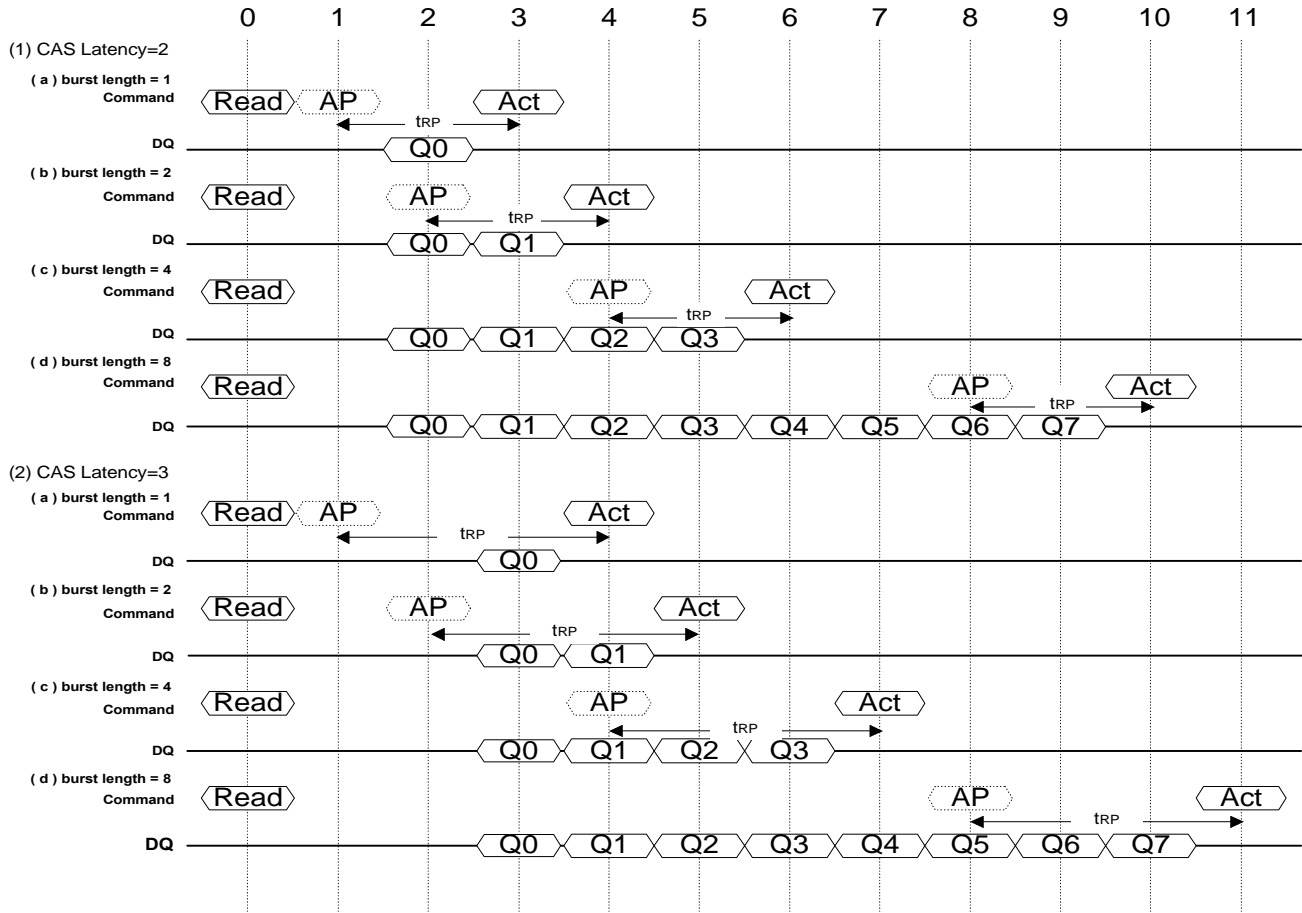 0 1 2 3 4 5 6 7 8 9 10 11
(1) CAS Latency=2
( a ) burst length = 1
Command Read AP Act
tRP
DQ Q0
( b ) burst length = 2
Command Read AP Act
tRP
DQ Q0 Q1
( c ) burst length = 4
Command Read AP Act
tRP
DQ Q0 Q1 Q2 Q3
( d ) burst length = 8
Command Read AP Act
tRP
DQ Q0 Q1 Q2 Q3 Q4 Q5 Q6 Q7
(2) CAS Latency=3
( a ) burst length = 1
Command Read AP Act
tRP
DQ Q0
( b ) burst length = 2
Command Read AP Act
tRP
DQ Q0 Q1
( c ) burst length = 4
Command Read AP Act
tRP
DQ Q0 Q1 Q2 Q3
( d ) burst length = 8
Command Read AP Act
tRP
DQ Q0 Q1 Q2 Q3 Q4 Q5 Q6 Q7